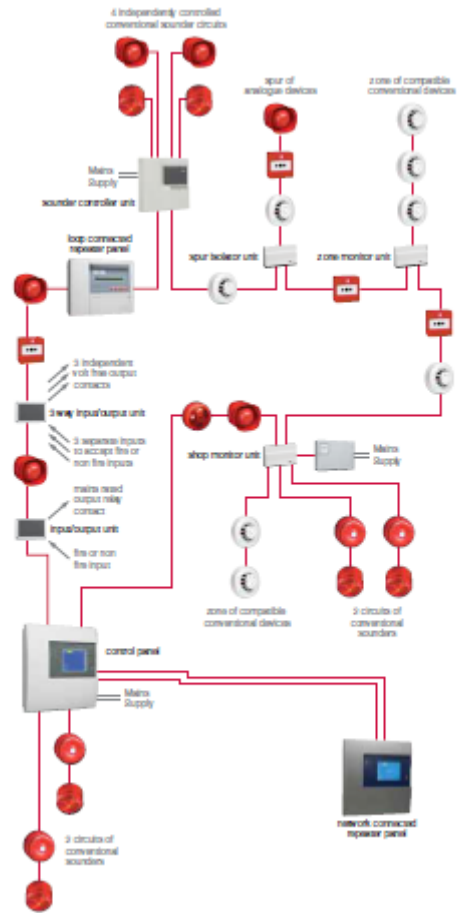 4 independently controlled
conventional sounder circuits
spur of
analogue devices
zone of compatible
conventional devices
Mains
Supply
sounder controller unit
loop connected
repeater panel
spur isolator unit
zone monitor unit
3 independent
volt free output
contacts
3 way input/output unit
3 separate inputs
to accept fire or
non fire inputs
shop monitor unit
Mains
Supply
mains rated
output relay
contact
input/output unit
fire or non
fire input
zone of compatible
conventional devices
2 circuits of
conventional
sounders
control panel
Mains
Supply
network connected
repeater panel
2 circuits of
conventional
sounders